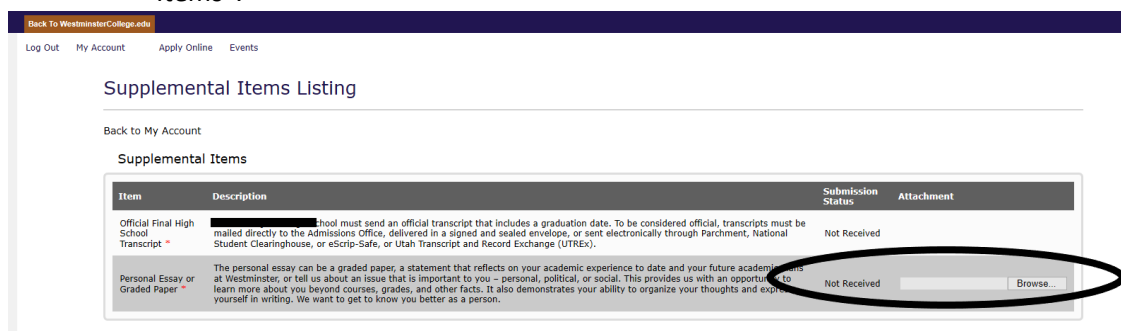 Back To WestminsterCollege.edu
Log Out My Account Apply Online Events
Supplemental Items Listing
Back to My Account
Supplemental Items
Item Description Submission Status Attachment
Official Final High School Transcript *
chool must send an official transcript that includes a graduation date. To be considered official, transcripts must be
mailed directly to the Admissions Office, delivered in a signed and sealed envelope, or sent electronically through Parchment, National
Student Clearinghouse, or eScrip-Safe, or Utah Transcript and Record Exchange (UTREx).
Not Received
Personal Essay or Graded Paper *
The personal essay can be a graded paper, a statement that reflects on your academic experience to date and your future academic
at Westminster, or tell us about an issue that is important to you – personal, political, or social. This provides us with an opportunity to
learn more about you beyond courses, grades, and other facts. It also demonstrates your ability to organize your thoughts and
yourself in writing. We want to get to know you better as a person.
Not Received
Browse...